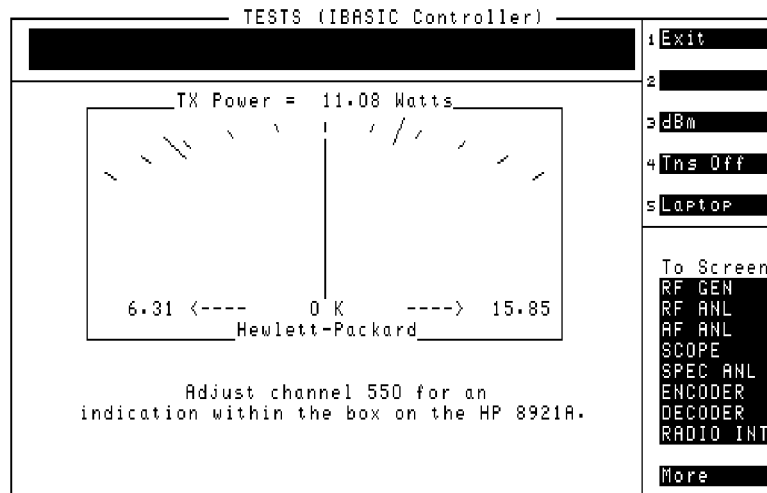 TESTS (IBASIC Controller)
1 Exit
2
3 dBm
4 Tns Off
5 Laptop
TX Power = 11.08 Watts
6.31 <---- O K ----> 15.85
Hewlett-Packard
Adjust channel 550 for an
indication within the box on the HP 8921A.
To Screen
RF GEN
RF ANL
AF ANL
SCOPE
SPEC ANL
ENCODER
DECODER
RADIO INT
More